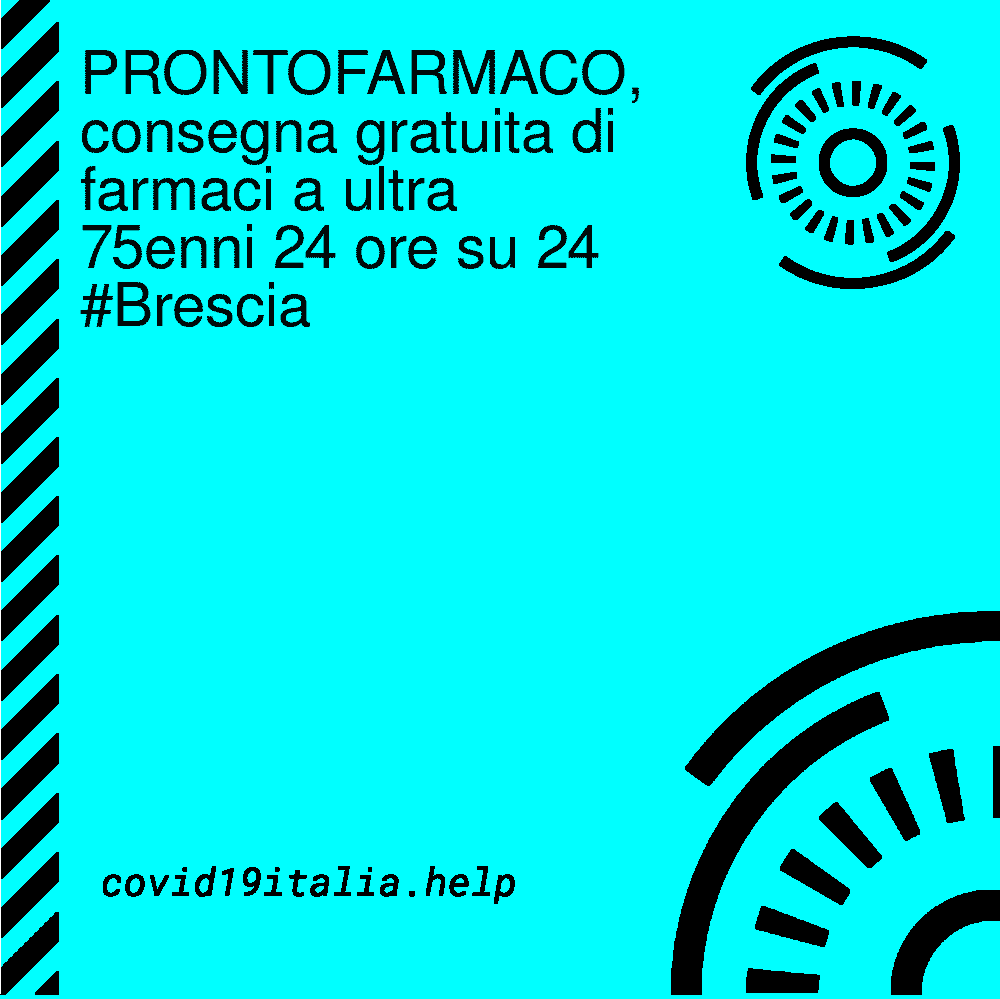 PRONTOFARMACO,
consegna gratuita di
farmaci a ultra
75enni 24 ore su 24
#Brescia
covid19italia.help